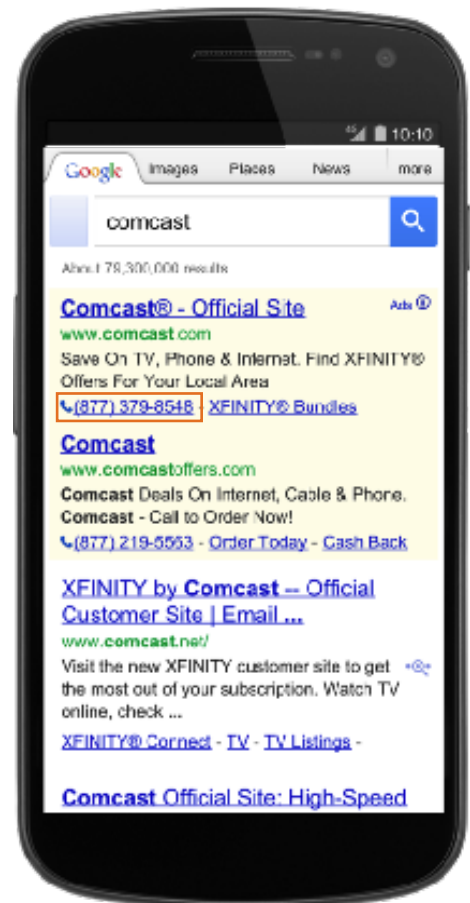 4G 10:10
Google Images Places News more
comcast
About 79,300,000 results
Comcast® - Official Site Ads
www.comcast.com
Save On TV, Phone & Internet. Find XFINITY®
Offers For Your Local Area
(877) 379-8548 - XFINITY® Bundles
Comcast
www.comcastoffers.com
Comcast Deals On Internet, Cable & Phone.
Comcast - Call to Order Now!
(877) 219-5563 - Order Today - Cash Back
XFINITY by Comcast -- Official
Customer Site | Email ...
www.comcast.net/
Visit the new XFINITY customer site to get
the most out of your subscription. Watch TV
online, check ...
XFINITY® Connect - TV - TV Listings -
Comcast Official Site: High-Speed